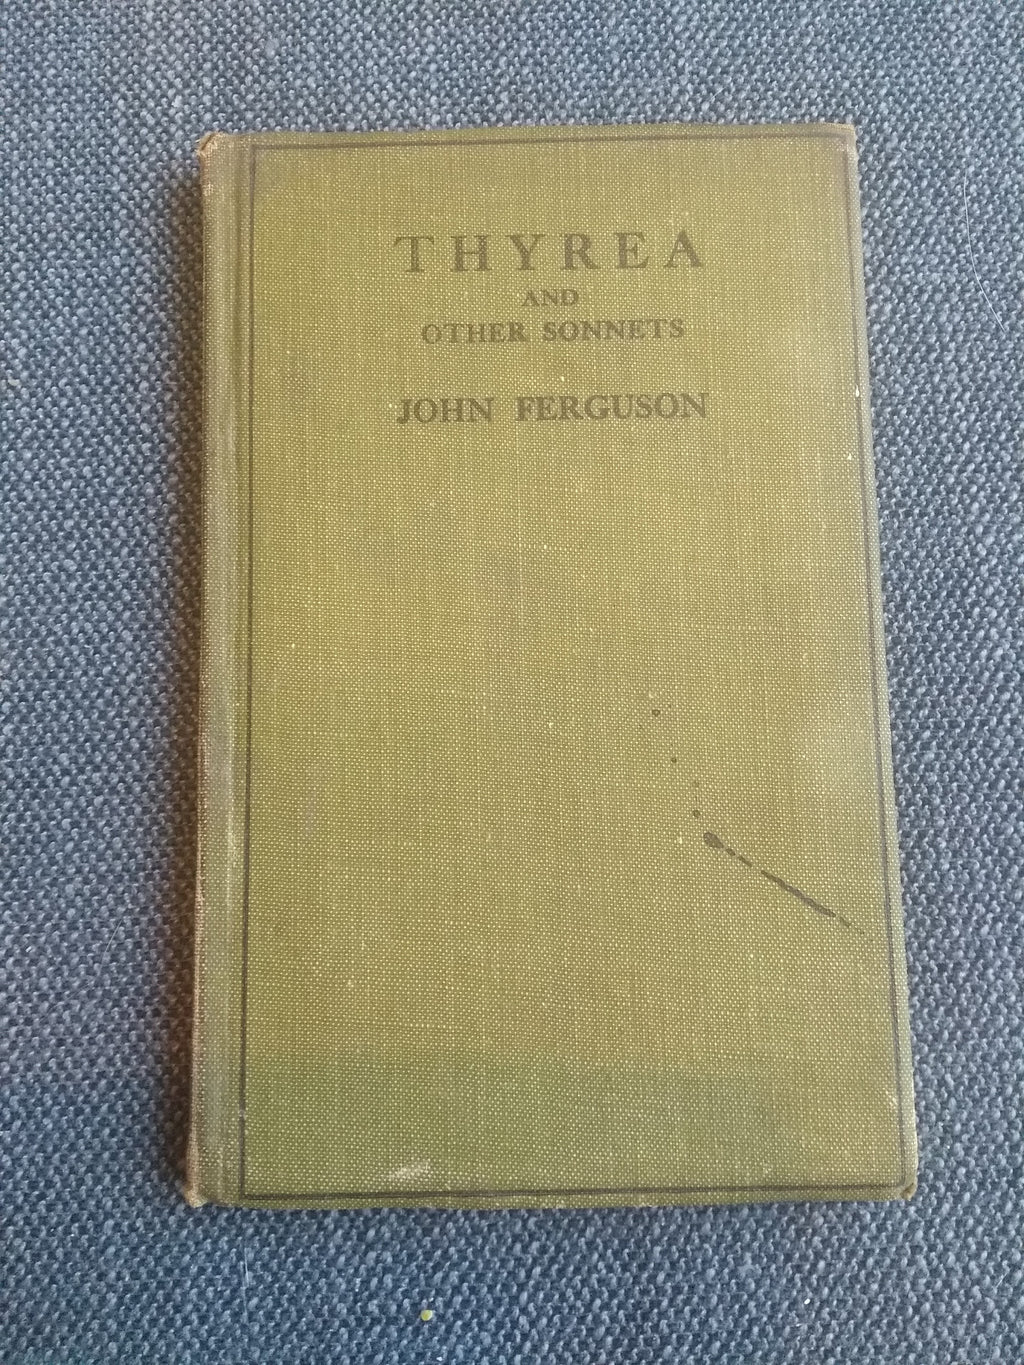 THYREA
AND
OTHER SONNETS
JOHN FERGUSON